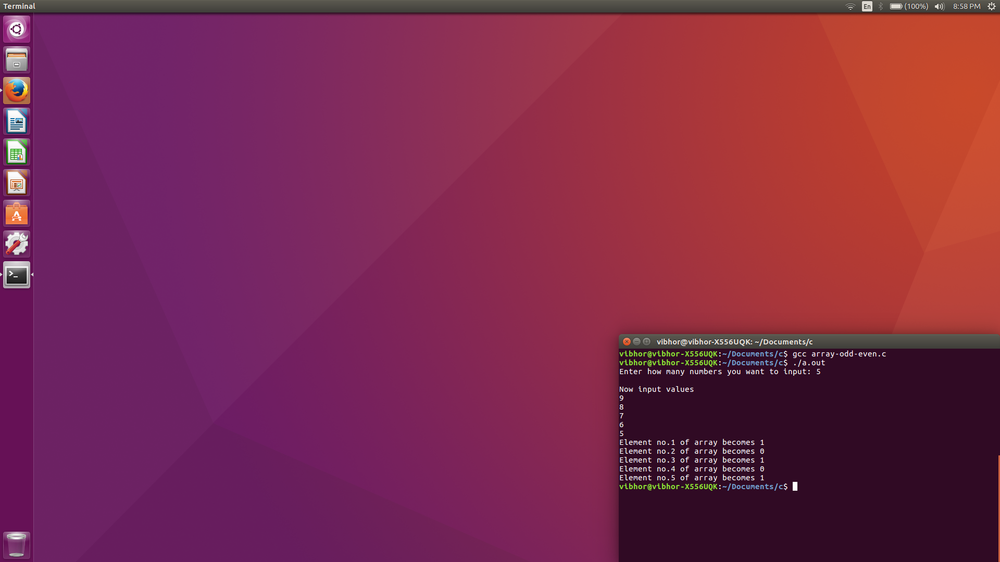 Terminal
En
(100%)
8:58 PM
vibhor@vibhor-X556UQK: ~/Documents/c
vibhor@vibhor-X556UQK:~/Documents/c$ gcc array-odd-even.c
vibhor@vibhor-X556UQK:~/Documents/c$ ./a.out
Enter how many numbers you want to input: 5
Now input values
9
8
7
6
5
Element no.1 of array becomes 1
Element no.2 of array becomes 0
Element no.3 of array becomes 1
Element no.4 of array becomes 0
Element no.5 of array becomes 1
vibhor@vibhor-X556UQK:~/Documents/c$